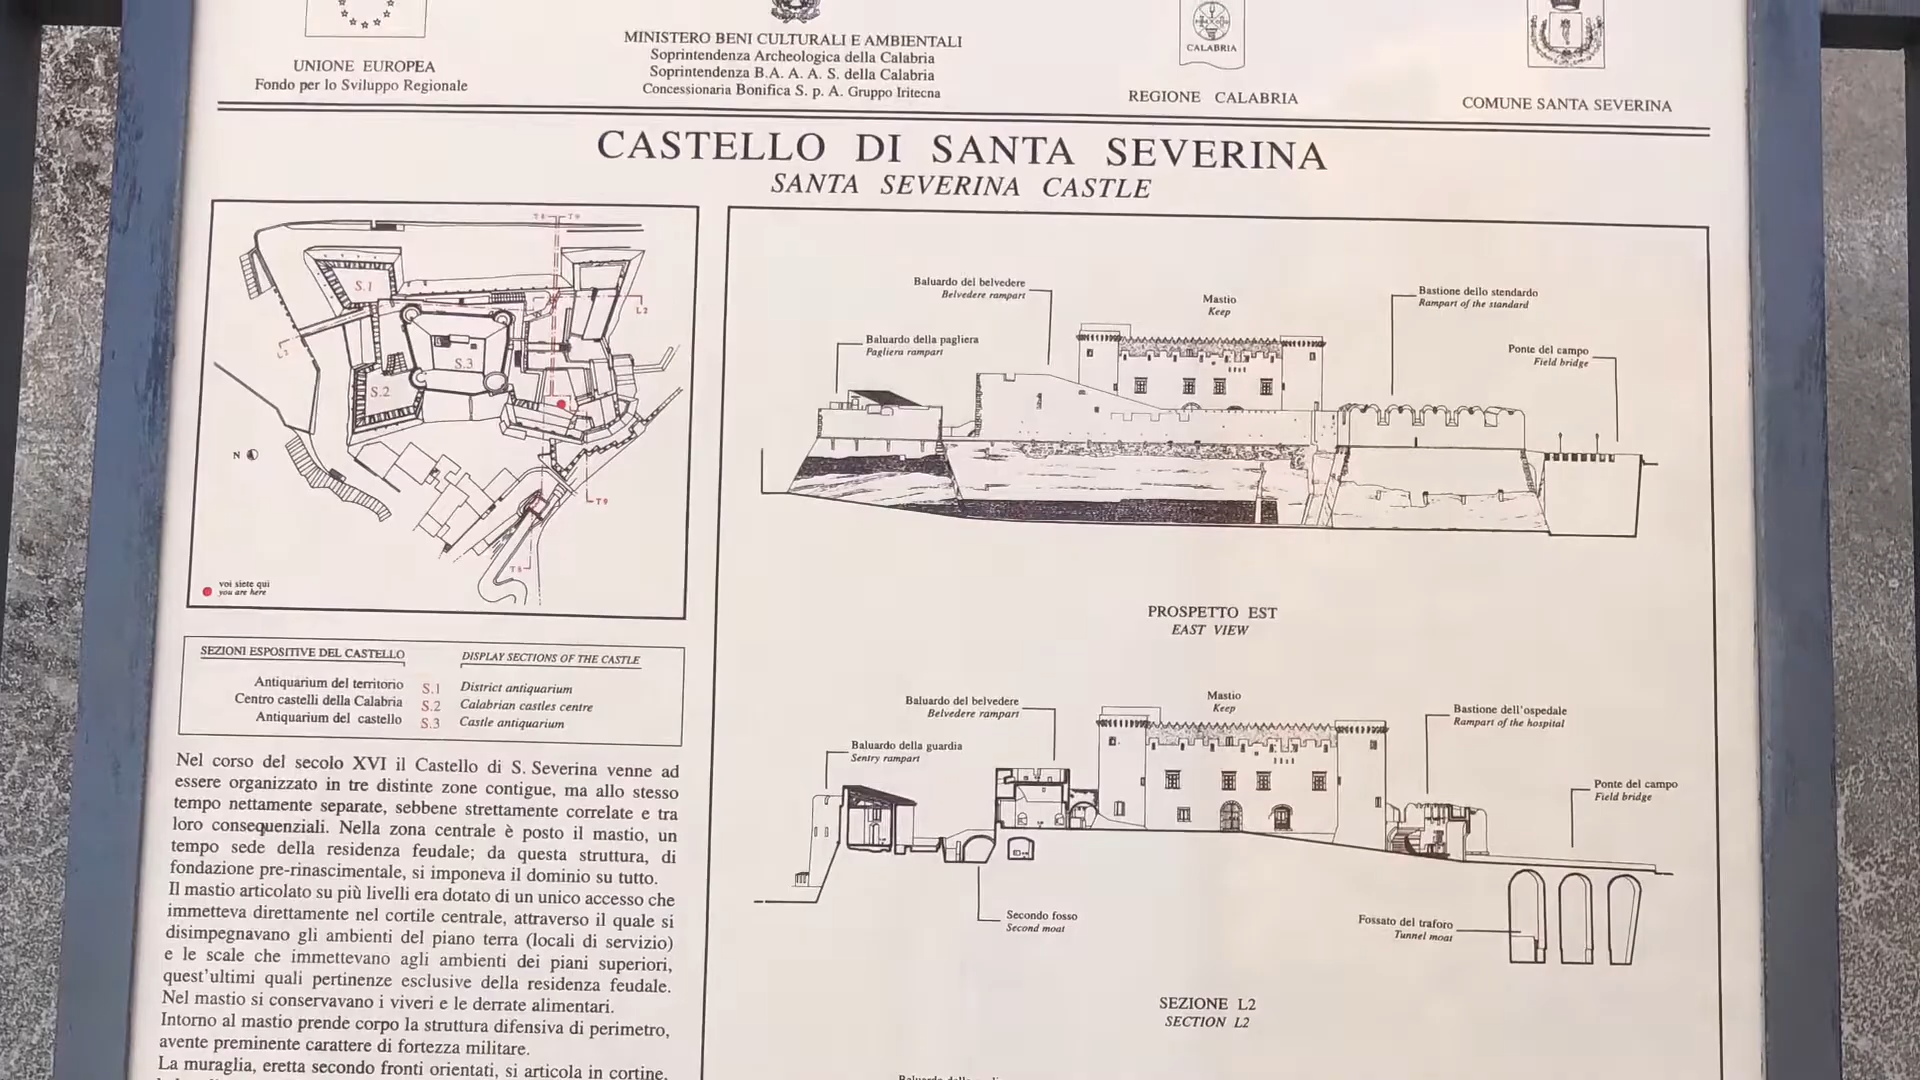 UNIONE EUROPEA
Fondo per lo Sviluppo Regionale
MINISTERO BENI CULTURALI E AMBIENTALI
Soprintendenza Archeologica della Calabria
Soprintendenza B.A. A. A. S. della Calabria
Concessionaria Bonifica S. p. A. Gruppo Iritecna
CALABRIA
REGIONE CALABRIA
COMUNE SANTA SEVERINA
CASTELLO DI SANTA SEVERINA
SANTA SEVERINA CASTLE
T8 T9
S.1
L2
S.3
S.2
N
T9
T8
voi siete qui
you are here
SEZIONI ESPOSITIVE DEL CASTELLO
DISPLAY SECTIONS OF THE CASTLE
Antiquarium del territorio S.1 District antiquarium
Centro castelli della Calabria S.2 Calabrian castles centre
Antiquarium del castello S.3 Castle antiquarium
Nel corso del secolo XVI il Castello di S. Severina venne ad
essere organizzato in tre distinte zone contigue, ma allo stesso
tempo nettamente separate, sebbene strettamente correlate e tra
loro consequenziali. Nella zona centrale è posto il mastio, un
tempo sede della residenza feudale; da questa struttura, di
fondazione pre-rinascimentale, si imponeva il dominio su tutto.
Il mastio articolato su più livelli era dotato di un unico accesso che
immetteva direttamente nel cortile centrale, attraverso il quale si
disimpegnavano gli ambienti del piano terra (locali di servizio)
e le scale che immettevano agli ambienti dei piani superiori,
quest'ultimi quali pertinenze esclusive della residenza feudale.
Nel mastio si conservavano i viveri e le derrate alimentari.
Intorno al mastio prende corpo la struttura difensiva di perimetro,
avente preminente carattere di fortezza militare.
La muraglia, eretta secondo fronti orientati, si articola in cortine,
Baluardo del belvedere
Belvedere rampart
Mastio
Keep
Bastione dello stendardo
Rampart of the standard
Baluardo della pagliera
Pagliera rampart
Ponte del campo
Field bridge
PROSPETTO EST
EAST VIEW
Baluardo del belvedere
Belvedere rampart
Mastio
Keep
Bastione dell'ospedale
Rampart of the hospital
Baluardo della guardia
Sentry rampart
Ponte del campo
Field bridge
Secondo fosso
Second moat
Fossato del traforo
Tunnel moat
SEZIONE L2
SECTION L2